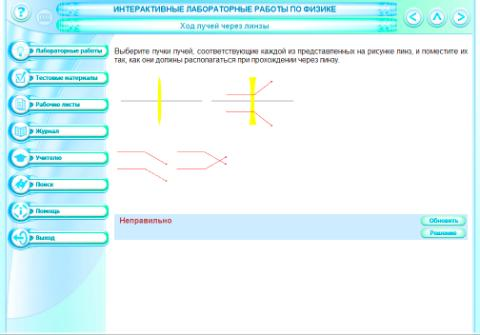 ИНТЕРАКТИВНЫЕ ЛАБОРАТОРНЫЕ РАБОТЫ ПО ФИЗИКЕ
Ход лучей через линзы
Выберите пучки лучей, соответствующие каждой из представленных на рисунке линз, и поместите их
так, как они должны располагаться при прохождении через линзу.
Лабораторные работы
Тестовые материалы
Рабочие листы
Журнал
Учителю
Поиск
Помощь
Выход
Неправильно
Обновить
Решение